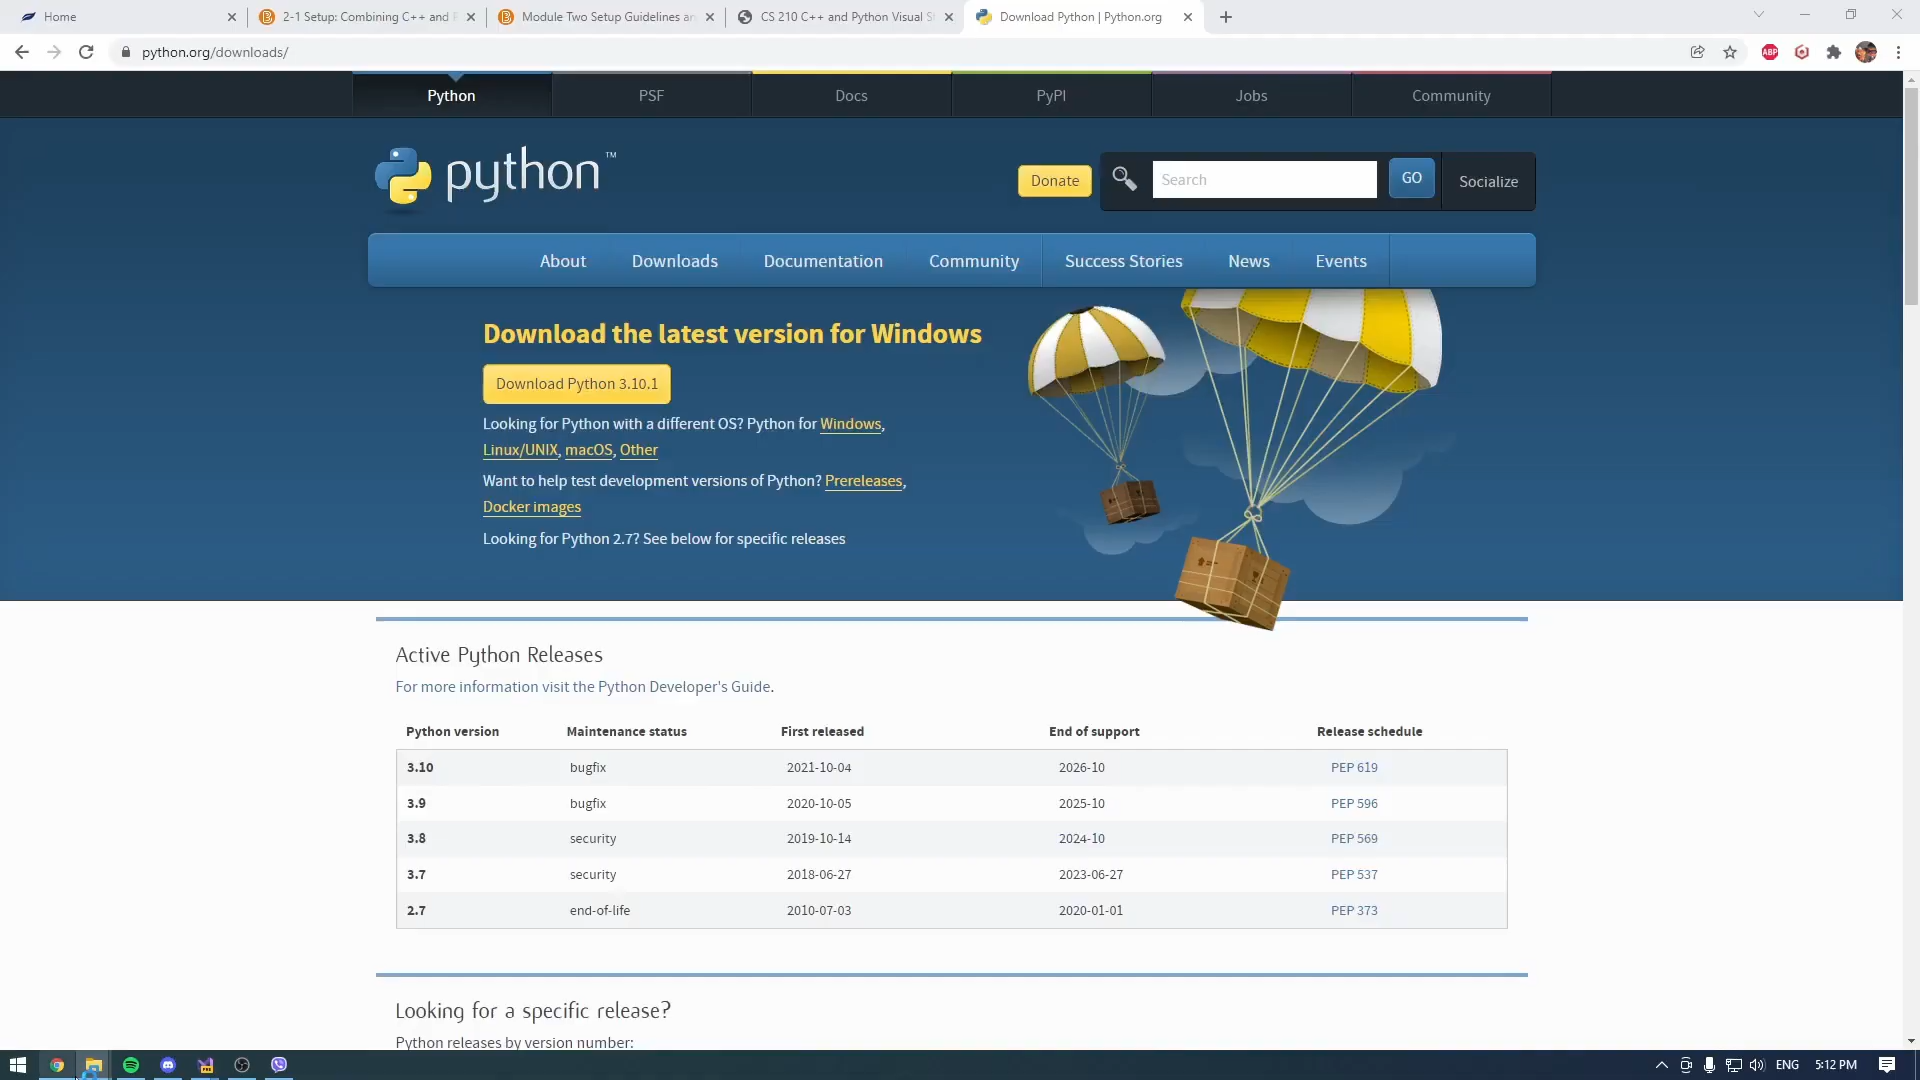 Home
2-1 Setup: Combining C++ and
Module Two Setup Guidelines an
CS 210 C++ and Python Visual S
Download Python | Python.org
python.org/downloads/
ABP
Python
PSF
Docs
PyPI
Jobs
Community
python™
Donate
Search
GO
Socialize
About
Downloads
Documentation
Community
Success Stories
News
Events
Download the latest version for Windows
Download Python 3.10.1
Looking for Python with a different OS? Python for Windows,
Linux/UNIX, macOS, Other
Want to help test development versions of Python? Prereleases,
Docker images
Looking for Python 2.7? See below for specific releases
Active Python Releases
For more information visit the Python Developer's Guide.
Python version Maintenance status First released End of support Release schedule
3.10 bugfix 2021-10-04 2026-10 PEP 619
3.9 bugfix 2020-10-05 2025-10 PEP 596
3.8 security 2019-10-14 2024-10 PEP 569
3.7 security 2018-06-27 2023-06-27 PEP 537
2.7 end-of-life 2010-07-03 2020-01-01 PEP 373
Looking for a specific release?
Python releases by version number:
ENG
5:12 PM